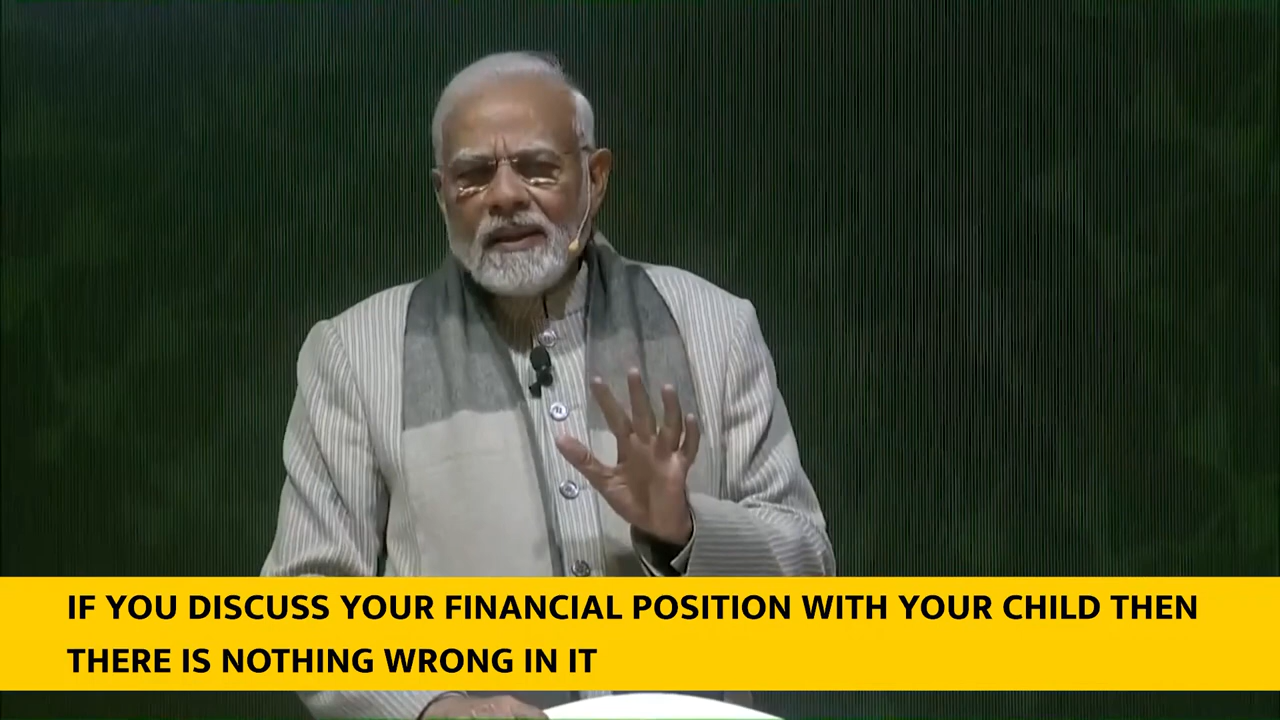 IF YOU DISCUSS YOUR FINANCIAL POSITION WITH YOUR CHILD THEN
THERE IS NOTHING WRONG IN IT